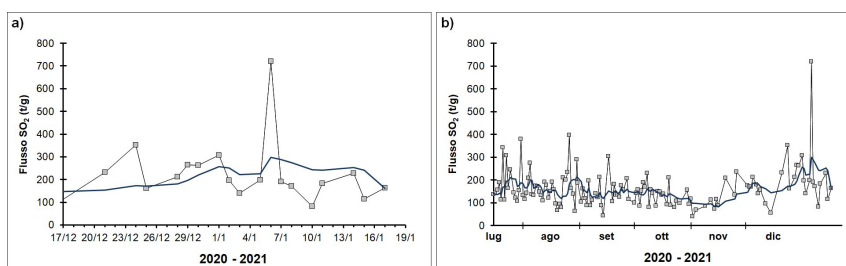 a)
800
700
600
500
400
300
200
100
0
Flusso SO₂ (t/g)
17/12 20/12 23/12 26/12 29/12 1/1 4/1 7/1 10/1 13/1 16/1 19/1
2020 - 2021
b)
800
700
600
500
400
300
200
100
0
Flusso SO₂ (t/g)
lug ago set ott nov dic
2020 - 2021